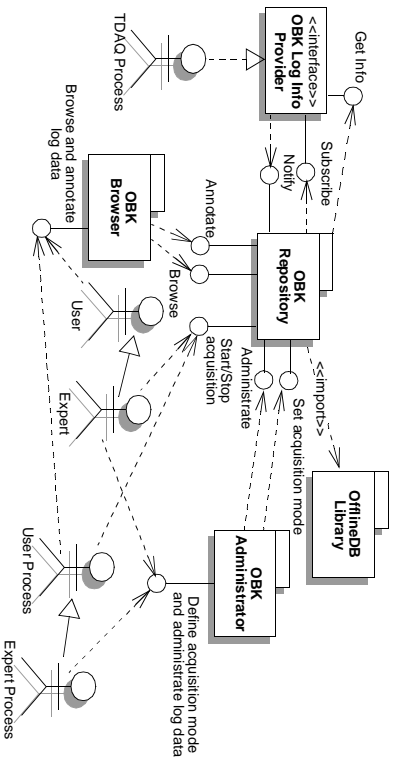 Get Info
<<interface>>
OBK Log Info
Provider
TDAQ Process
Subscribe
Notify
OBK
Repository
Annotate
Browse
OBK
Browser
Browse and annotate
log data
User
Expert
Start/Stop
acquisition
Administrate
Set acquisition mode
<<import>>
OfflineDB
Library
OBK
Administrator
Define acquisition mode
and administrate log data
User Process
Expert Process